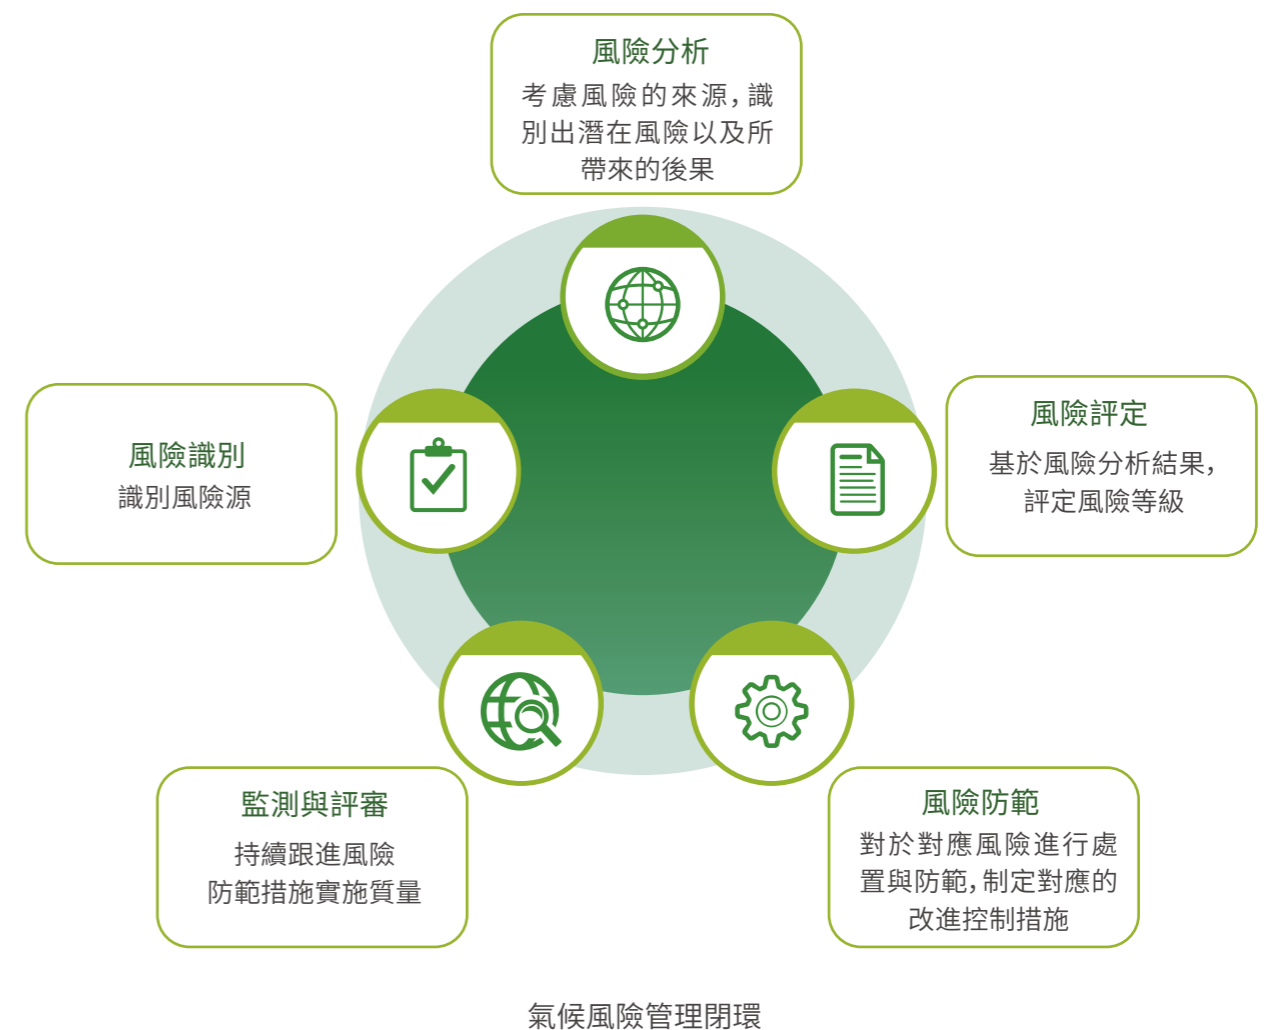 風險分析
考慮風險的來源，識
別出潛在風險以及所
帶來的後果
風險識別
識別風險源
風險評定
基於風險分析結果，
評定風險等級
監測與評審
持續跟進風險
防範措施實施質量
風險防範
對於對應風險進行處
置與防範，制定對應的
改進控制措施
氣候風險管理閉環